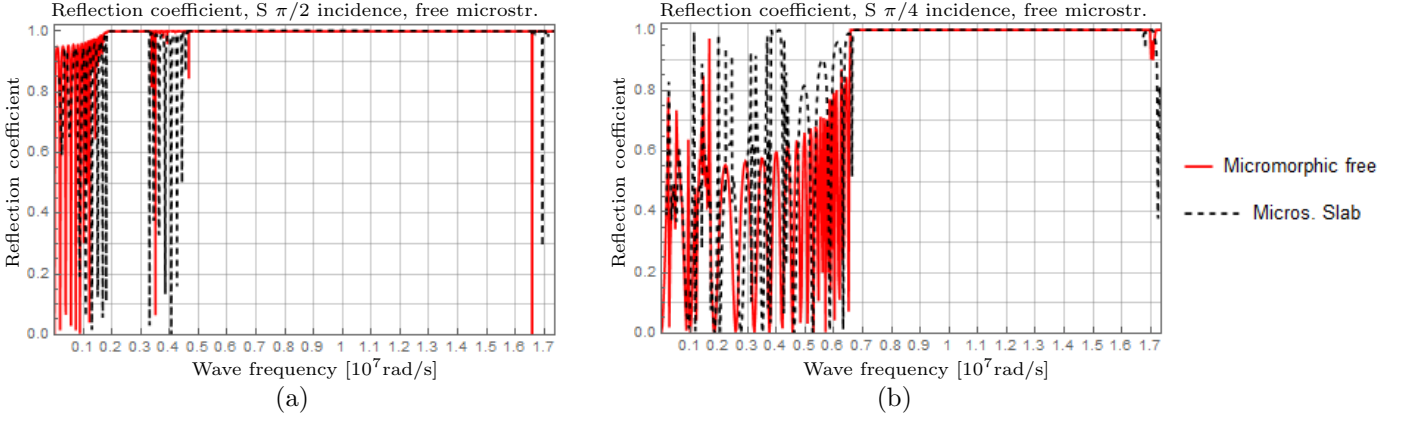 Reflection coefficient, S π/2 incidence, free microstr.
Reflection coefficient
1.0
0.8
0.6
0.4
0.2
0.0
0.1 0.2 0.3 0.4 0.5 0.6 0.7 0.8 0.9 1 1.1 1.2 1.3 1.4 1.5 1.6 1.7
Wave frequency [10⁷rad/s]
(a)
Reflection coefficient, S π/4 incidence, free microstr.
Reflection coefficient
1.0
0.8
0.6
0.4
0.2
0.0
0.1 0.2 0.3 0.4 0.5 0.6 0.7 0.8 0.9 1 1.1 1.2 1.3 1.4 1.5 1.6 1.7
Wave frequency [10⁷rad/s]
(b)
Micromorphic free
Micros. Slab